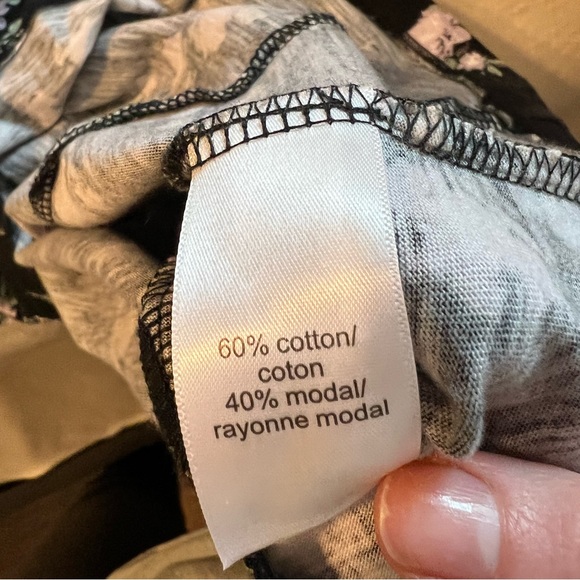 60% cotton/
coton
40% modal/
rayonne modal